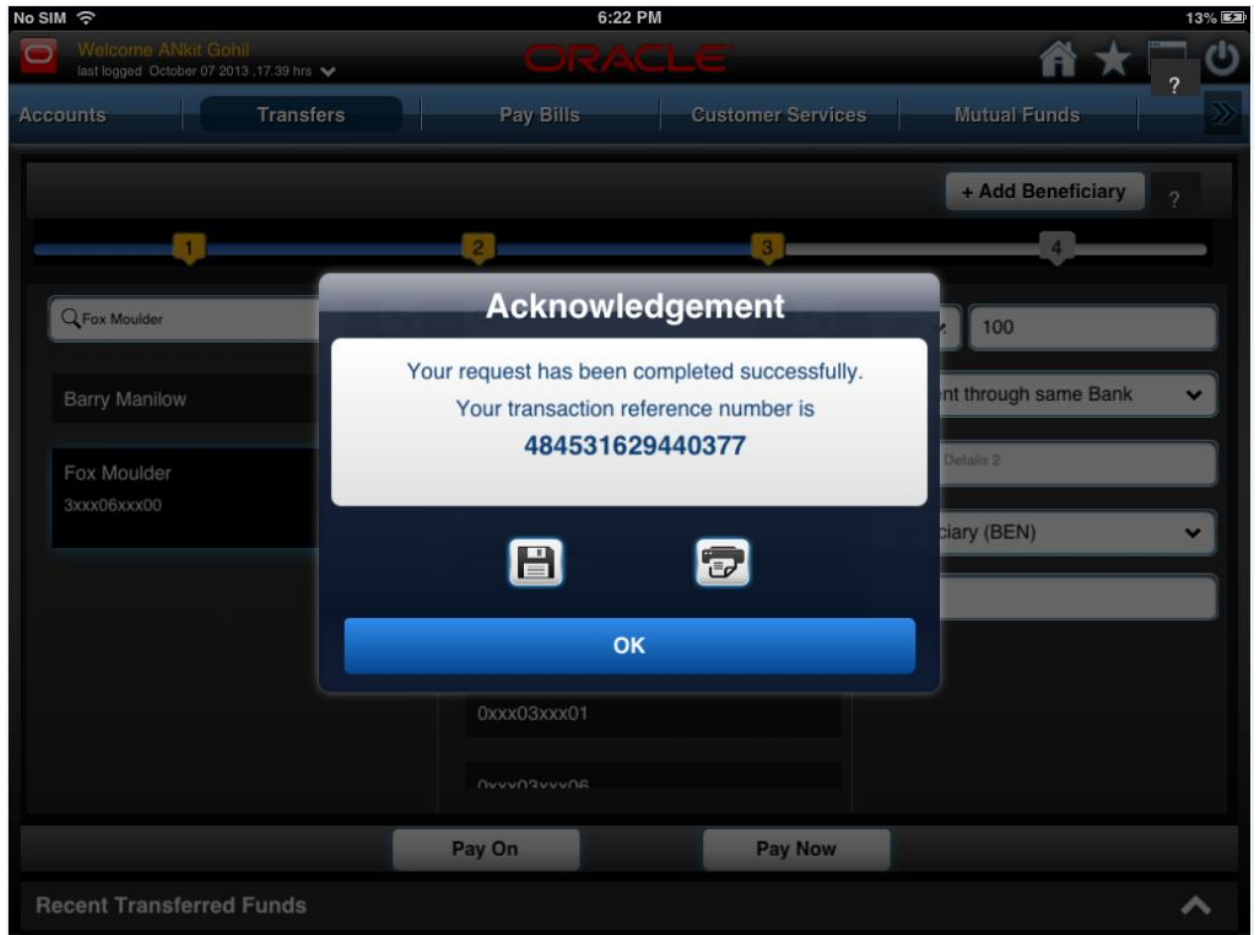 No SIM 6:22 PM 13%
Welcome ANkit Gohil
last logged October 07 2013 ,17.39 hrs
ORACLE
?
Accounts Transfers Pay Bills Customer Services Mutual Funds
+ Add Beneficiary ?
1 2 3 4
Fox Moulder
100
Barry Manilow
Fox Moulder
3xxx06xxx00
Acknowledgement
Your request has been completed successfully.
Your transaction reference number is
484531629440377
OK
through same Bank
Details 2
(BEN)
0xxx03xxx01
0xxx03xxx06
Pay On Pay Now
Recent Transferred Funds